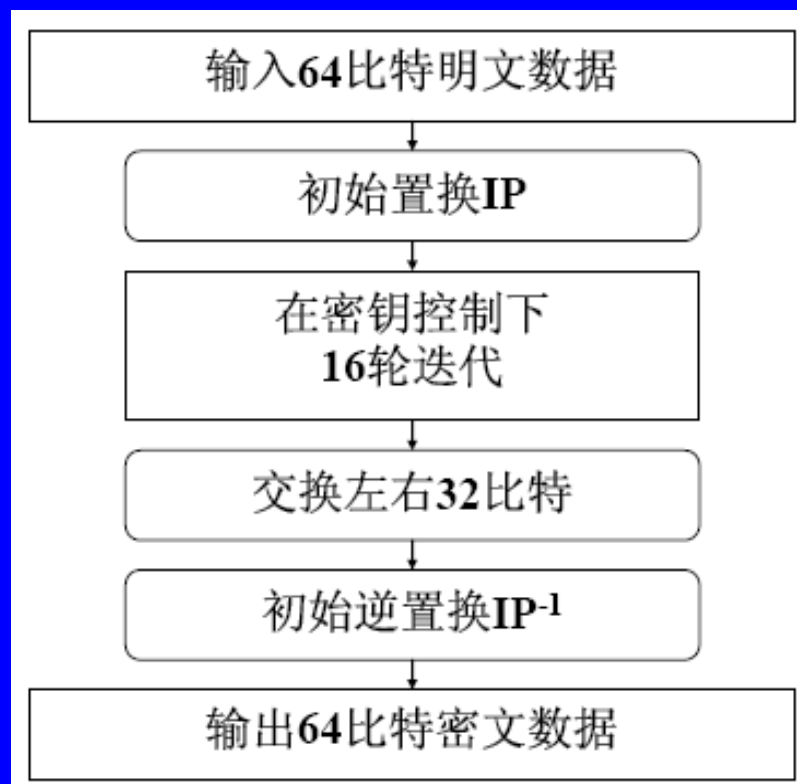 输入64比特明文数据
初始置换IP
在密钥控制下
16轮迭代
交换左右32比特
初始逆置换IP⁻¹
输出64比特密文数据